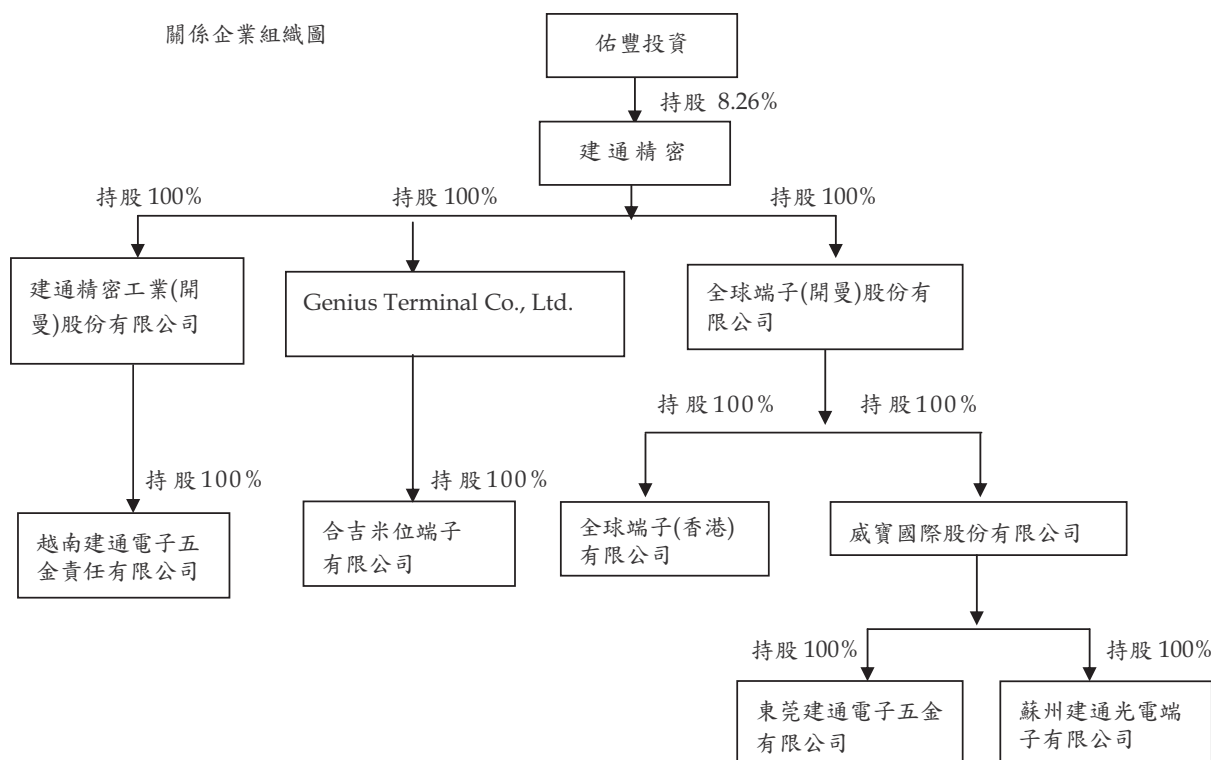 關係企業組織圖
佑豐投資
持股 8.26%
建通精密
持股 100%
持股 100%
持股 100%
建通精密工業(開
曼)股份有限公司
Genius Terminal Co., Ltd.
全球端子(開曼)股份有
限公司
持股100%
持股100%
持股100%
持股100%
越南建通電子五
金責任有限公司
合吉米位端子
有限公司
全球端子(香港)
有限公司
威寶國際股份有限公司
持股 100%
持股 100%
東莞建通電子五金
有限公司
蘇州建通光電端
子有限公司